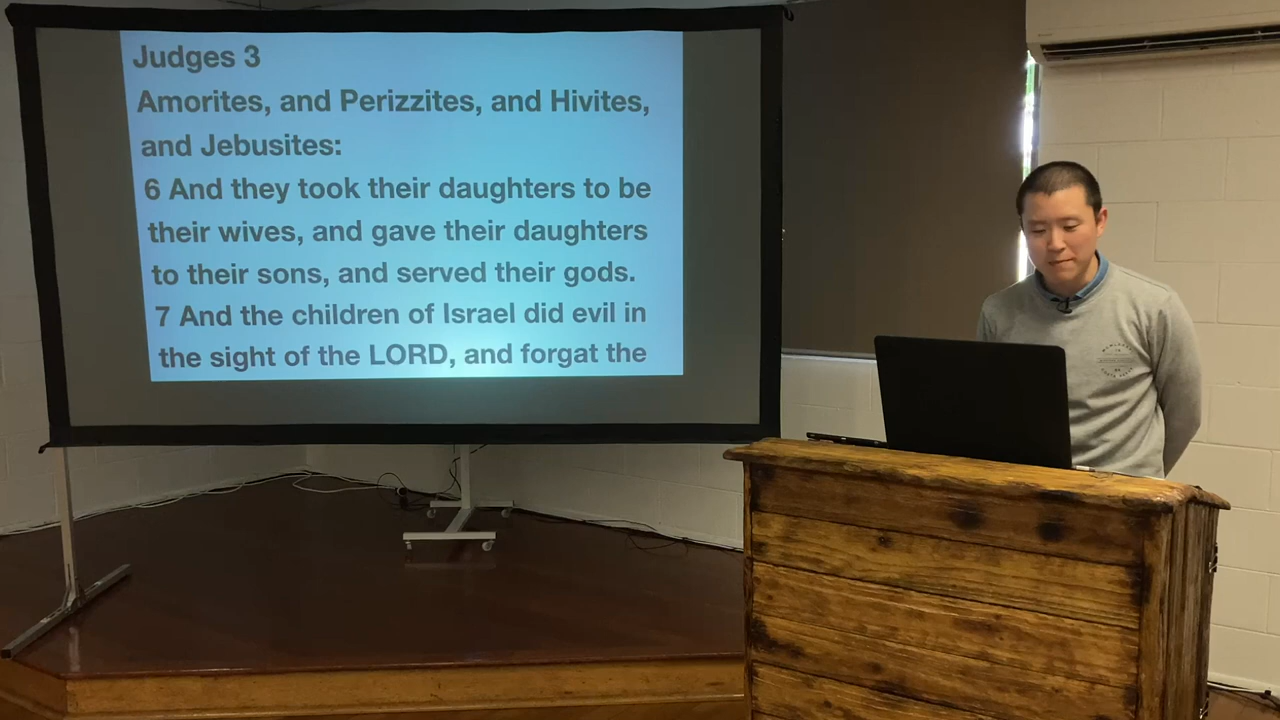 Judges 3
Amorites, and Perizzites, and Hivites,
and Jebusites:
6 And they took their daughters to be
their wives, and gave their daughters
to their sons, and served their gods.
7 And the children of Israel did evil in
the sight of the LORD, and forgat the